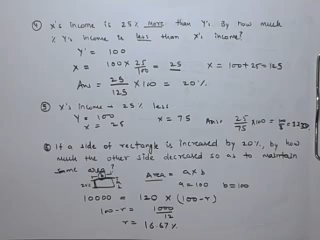 ④ X's income is 25% more than Y's. By how much
% Y's income is less than X's income?
Y = 100
X = 100 × 25/100 = 25 X = 100+25=125
Ans = 25/125 × 100 = 20%.
⑤ X's income → 25% less
Y = 100
X = 25 X = 75 Ans = 25/75 × 100 = 100/3 =
⑥ If a side of rectangle is increased by 20%, by how
much the other side decreased so as to maintain
same area?
Area = a × b
a = 100 b = 100
10000 = 120 × (100-r)
100-r = 1000/12
r = 16.67%